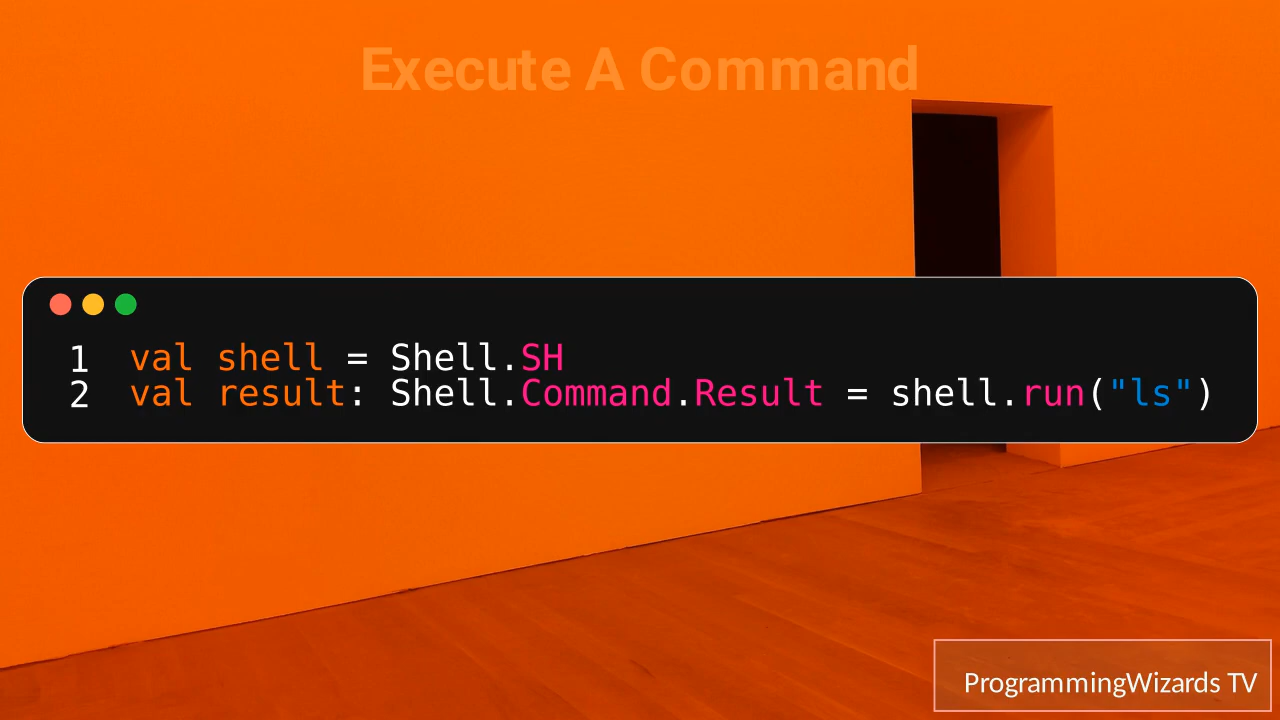 Execute A Command
1 val shell = Shell.SH
2 val result: Shell.Command.Result = shell.run("ls")
ProgrammingWizards TV